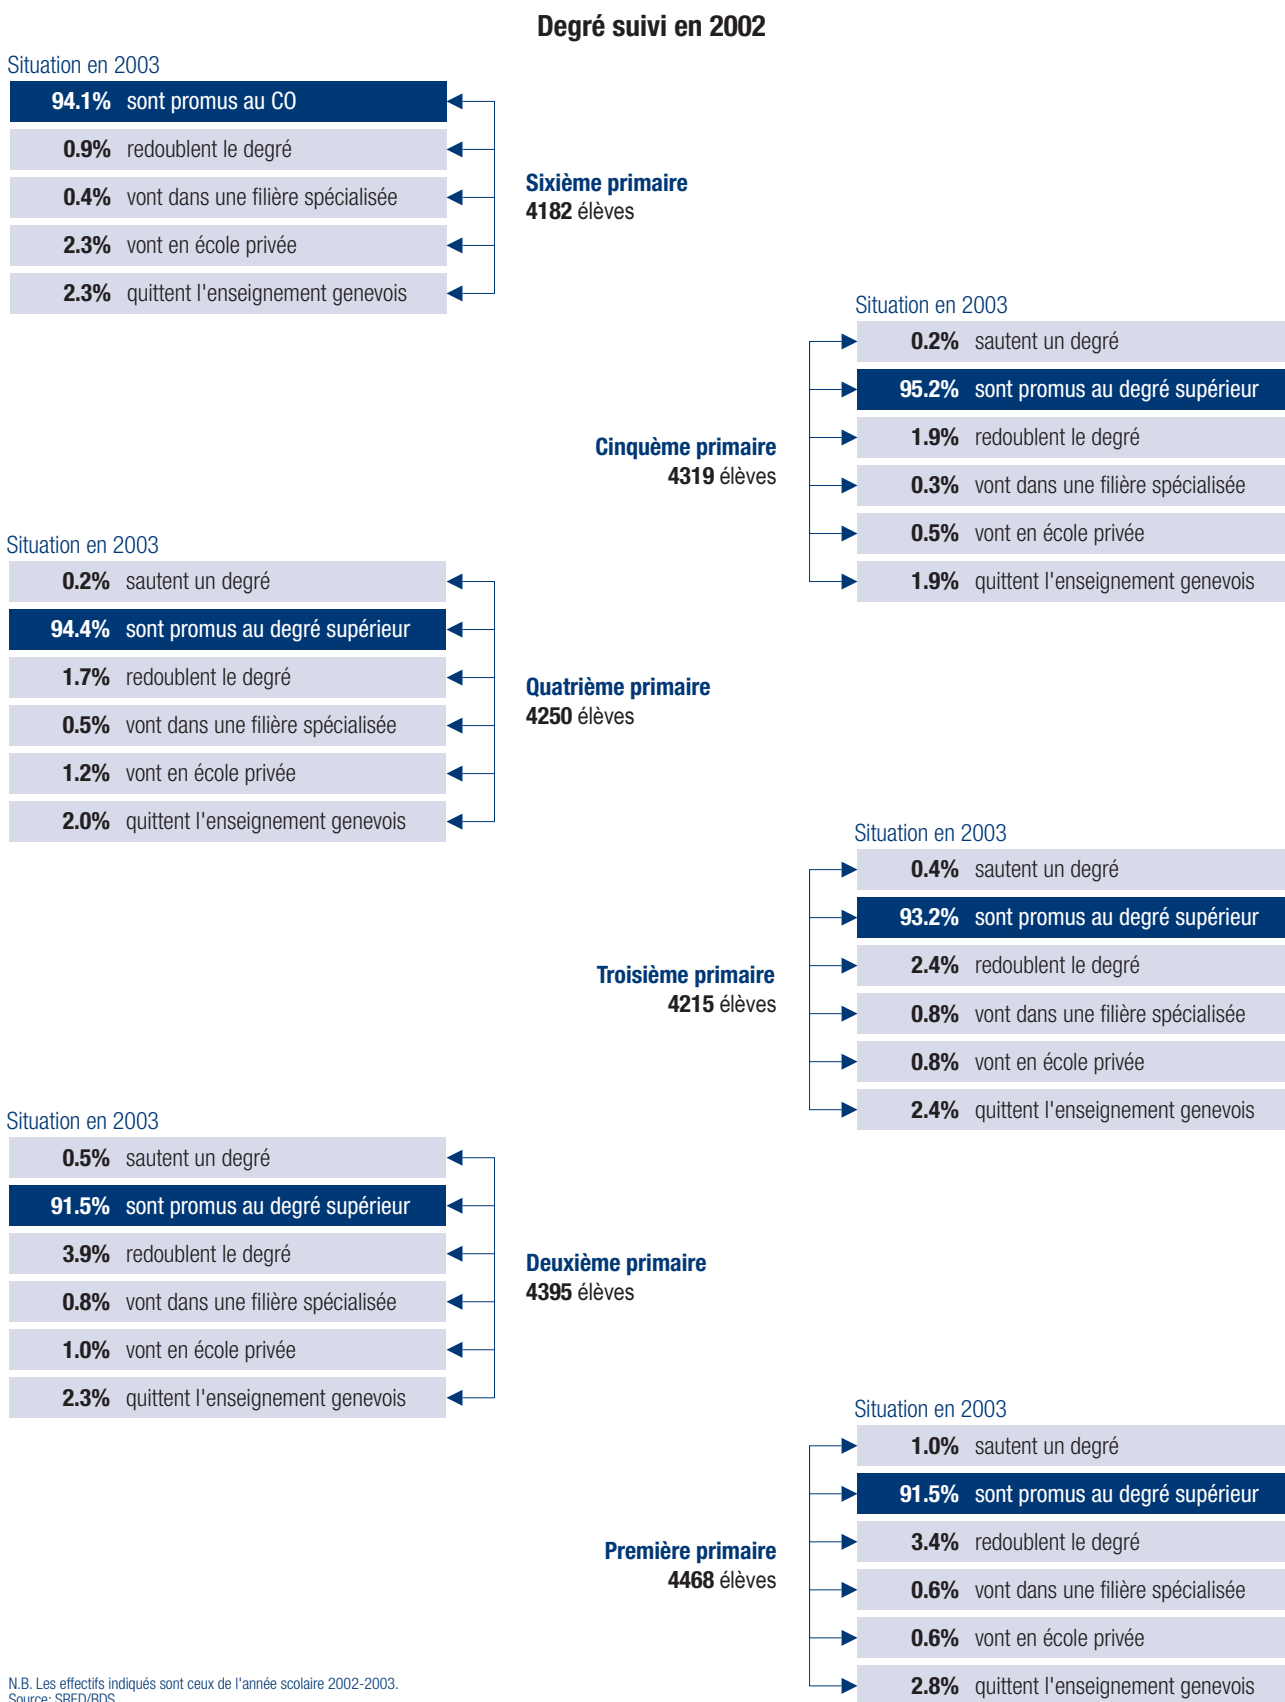 Degré suivi en 2002
Situation en 2003
94.1% sont promus au CO
0.9% redoublent le degré
0.4% vont dans une filière spécialisée
2.3% vont en école privée
2.3% quittent l'enseignement genevois
Sixième primaire
4182 élèves
Situation en 2003
0.2% sautent un degré
95.2% sont promus au degré supérieur
1.9% redoublent le degré
0.3% vont dans une filière spécialisée
0.5% vont en école privée
1.9% quittent l'enseignement genevois
Cinquème primaire
4319 élèves
Situation en 2003
0.2% sautent un degré
94.4% sont promus au degré supérieur
1.7% redoublent le degré
0.5% vont dans une filière spécialisée
1.2% vont en école privée
2.0% quittent l'enseignement genevois
Quatrième primaire
4250 élèves
Situation en 2003
0.4% sautent un degré
93.2% sont promus au degré supérieur
2.4% redoublent le degré
0.8% vont dans une filière spécialisée
0.8% vont en école privée
2.4% quittent l'enseignement genevois
Troisième primaire
4215 élèves
Situation en 2003
0.5% sautent un degré
91.5% sont promus au degré supérieur
3.9% redoublent le degré
0.8% vont dans une filière spécialisée
1.0% vont en école privée
2.3% quittent l'enseignement genevois
Deuxième primaire
4395 élèves
Situation en 2003
1.0% sautent un degré
91.5% sont promus au degré supérieur
3.4% redoublent le degré
0.6% vont dans une filière spécialisée
0.6% vont en école privée
2.8% quittent l'enseignement genevois
Première primaire
4468 élèves
N.B. Les effectifs indiqués sont ceux de l'année scolaire 2002-2003.
Source: SRED/BDS